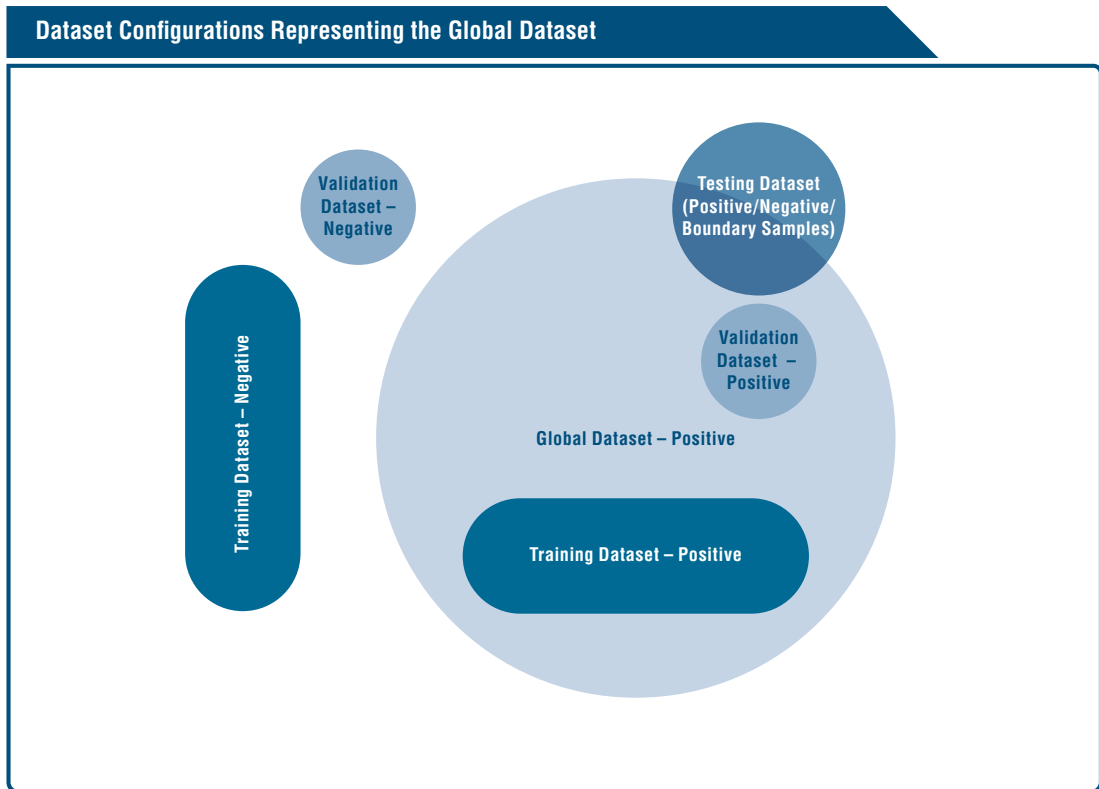 Dataset Configurations Representing the Global Dataset
Validation
Dataset –
Negative
Testing Dataset
(Positive/Negative/
Boundary Samples)
Validation
Dataset –
Positive
Training Dataset – Negative
Global Dataset – Positive
Training Dataset – Positive